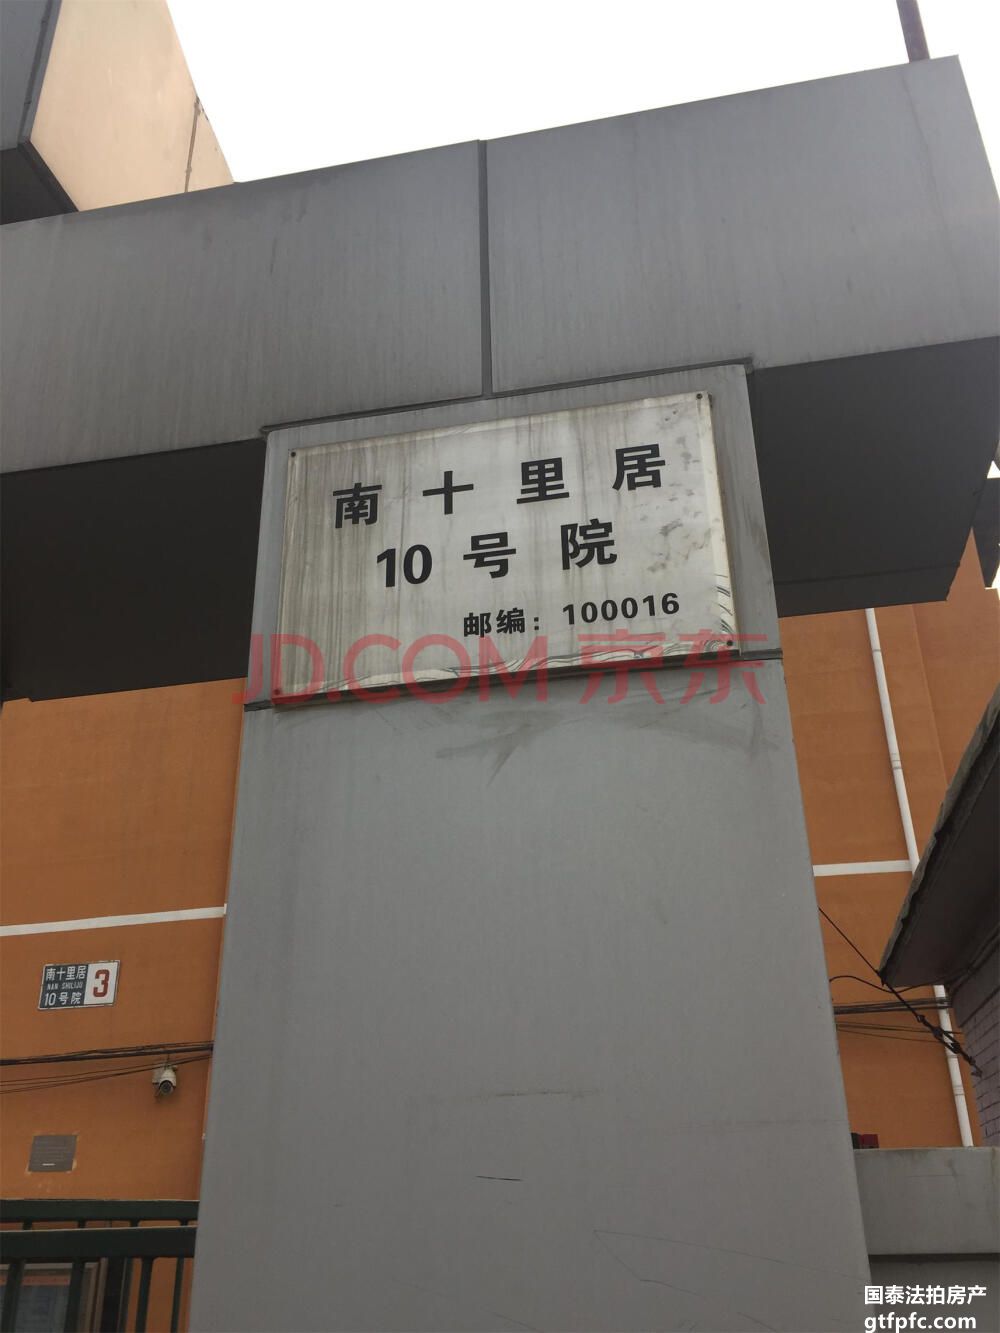 南十里居
10号院
邮编：100016
JD.COM 京东
南十里居
NAN SHILIJU
10号院
3
国泰法拍房产
gtfpfc.com